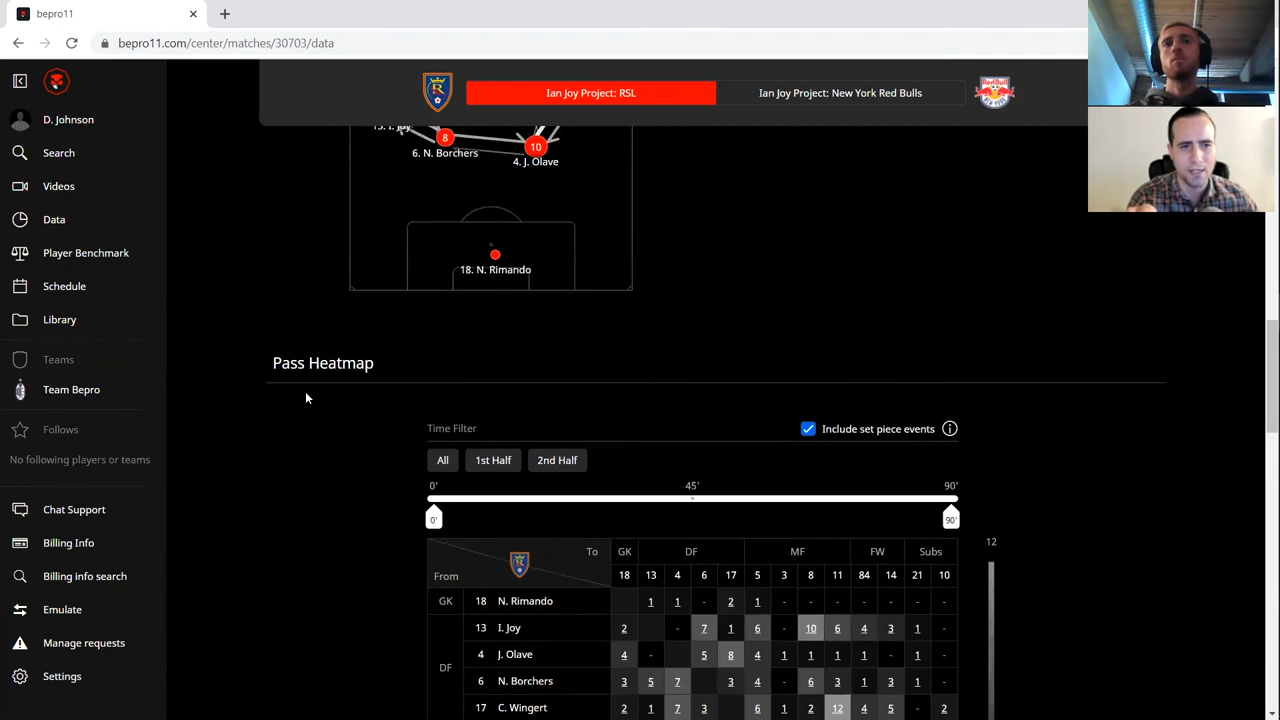 bepro11
bepro11.com/center/matches/30703/data
D. Johnson
Search
Videos
Data
Player Benchmark
Schedule
Library
Teams
Team Bepro
Follows
No following players or teams
Chat Support
Billing Info
Billing info search
Emulate
Manage requests
Settings
Ian Joy Project: RSL
Ian Joy Project: New York Red Bulls
13. I. Joy
8
6. N. Borchers
10
4. J. Olave
18. N. Rimando
Pass Heatmap
Time Filter
Include set piece events
All 1st Half 2nd Half
0' 45' 90'
0' 90'
12
To GK DF MF FW Subs
From 18 13 4 6 17 5 3 8 11 84 14 21 10
GK 18 N. Rimando 1 1 - 2 1 - - - - - - -
13 I. Joy 2 - 7 1 6 - 10 6 4 3 1 -
DF
4 J. Olave 4 - 5 8 4 1 1 1 1 - 1 -
6 N. Borchers 3 5 7 3 4 - 6 3 1 3 1 -
17 C. Wingert 2 1 7 3 6 1 2 12 4 5 - 2